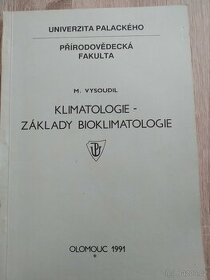 UNIVERZITA PALACKÉHO
PŘÍRODOVĚDECKÁ
FAKULTA
M. VYSOUDIL
KLIMATOLOGIE -
ZÁKLADY BIOKLIMATOLOGIE
OLOMOUC 1991